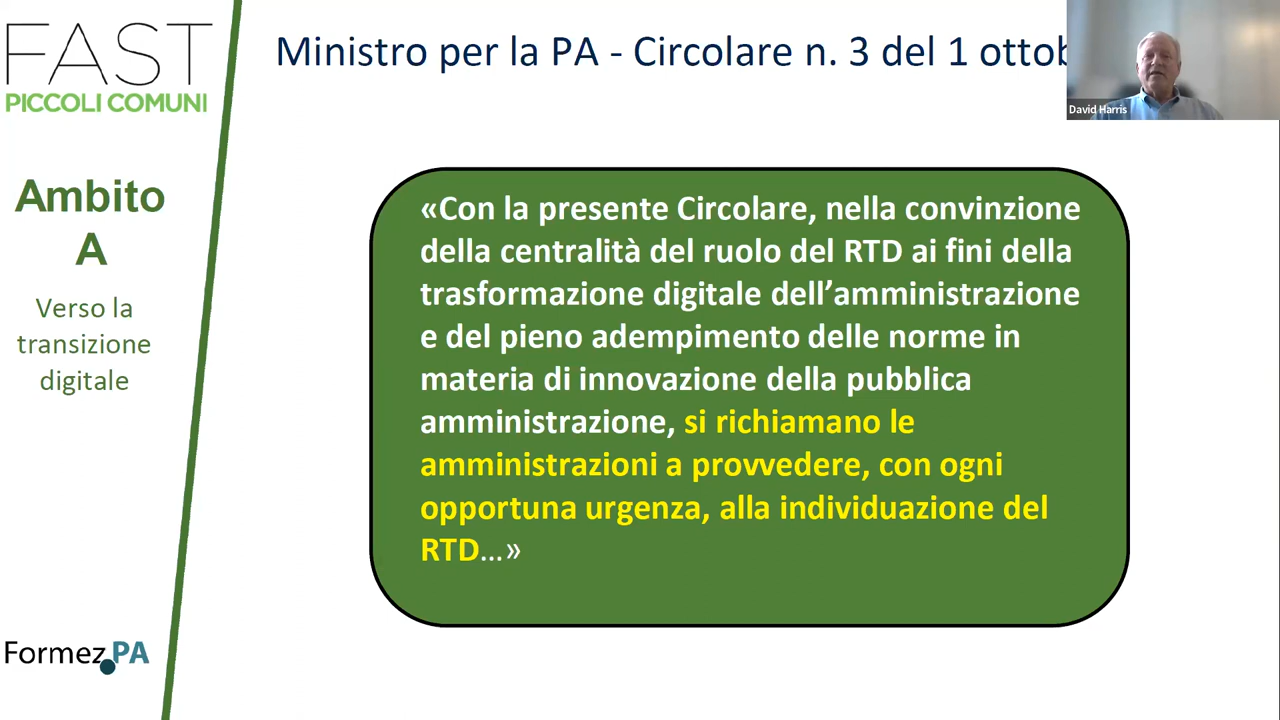 FAST
PICCOLI COMUNI
Ministro per la PA - Circolare n. 3 del 1
David Harris
Ambito
A
Verso la
transizione
digitale
«Con la presente Circolare, nella convinzione
della centralità del ruolo del RTD ai fini della
trasformazione digitale dell’amministrazione
e del pieno adempimento delle norme in
materia di innovazione della pubblica
amministrazione, si richiamano le
amministrazioni a provvedere, con ogni
opportuna urgenza, alla individuazione del
RTD...»
Formez PA